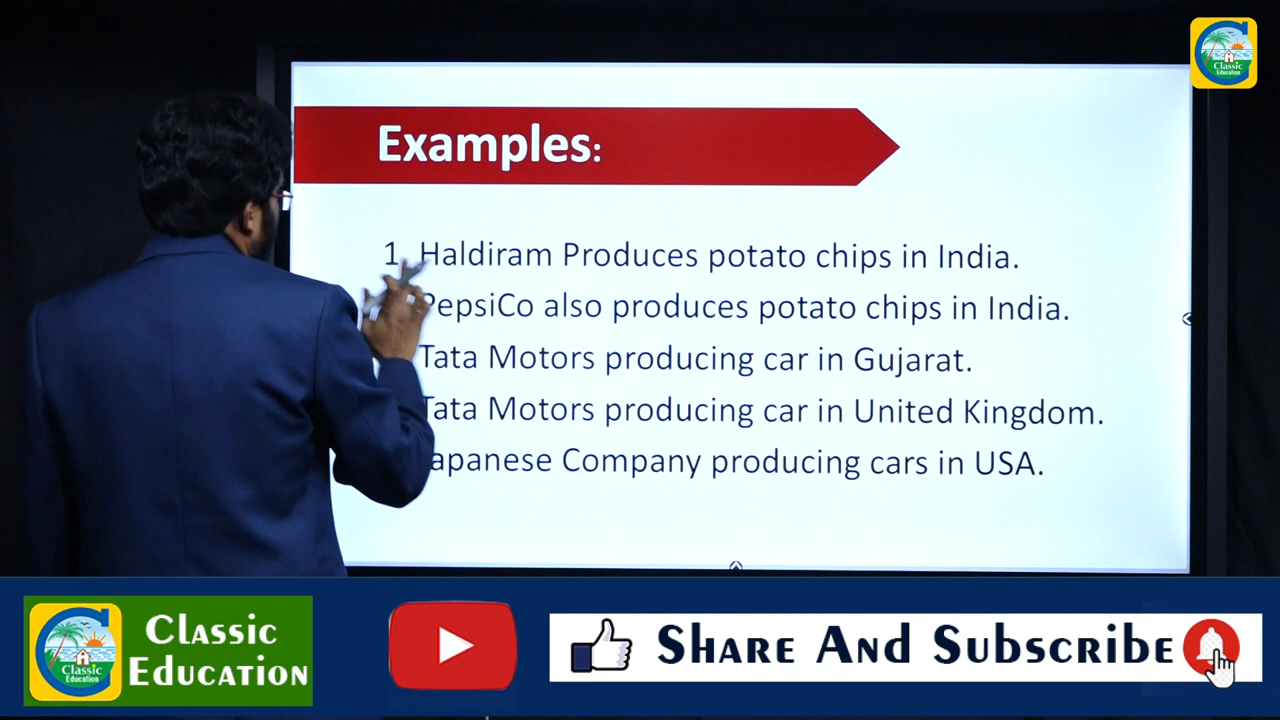 Classic
Education
Examples:
1. Haldiram Produces potato chips in India.
PepsiCo also produces potato chips in India.
Tata Motors producing car in Gujarat.
Tata Motors producing car in United Kingdom.
apanese Company producing cars in USA.
Classic
Education
Classic
Education
Share And Subscribe